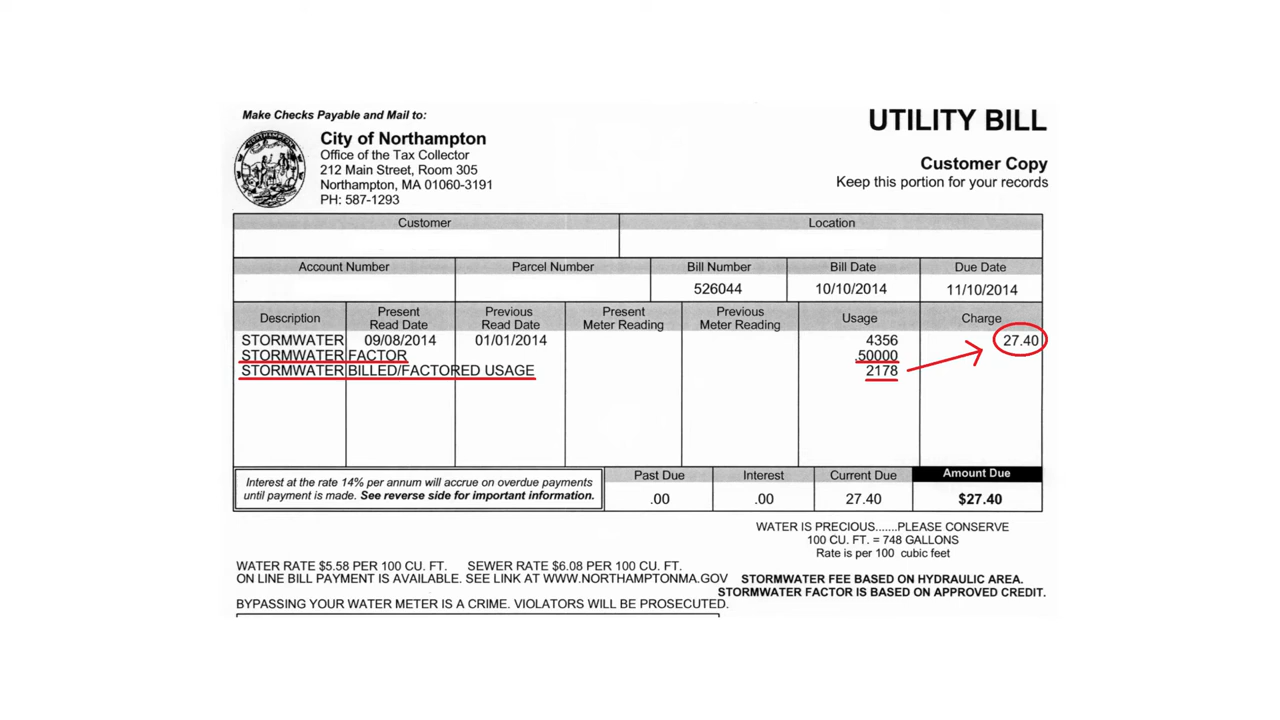 Make Checks Payable and Mail to:
UTILITY BILL
City of Northampton
Office of the Tax Collector
212 Main Street, Room 305
Northampton, MA 01060-3191
PH: 587-1293
Customer Copy
Keep this portion for your records
Customer Location
Account Number Parcel Number Bill Number Bill Date Due Date
526044 10/10/2014 11/10/2014
Description Present Read Date Previous Read Date Present Meter Reading Previous Meter Reading Usage Charge
STORMWATER 09/08/2014 01/01/2014 4356 27.40
STORMWATER FACTOR .50000
STORMWATER BILLED/FACTORED USAGE 2178
Interest at the rate 14% per annum will accrue on overdue payments
until payment is made. See reverse side for important information.
Past Due Interest Current Due Amount Due
.00 .00 27.40 $27.40
WATER IS PRECIOUS.......PLEASE CONSERVE
100 CU. FT. = 748 GALLONS
Rate is per 100 cubic feet
WATER RATE $5.58 PER 100 CU. FT. SEWER RATE $6.08 PER 100 CU. FT.
ON LINE BILL PAYMENT IS AVAILABLE. SEE LINK AT WWW.NORTHAMPTONMA.GOV
STORMWATER FEE BASED ON HYDRAULIC AREA.
STORMWATER FACTOR IS BASED ON APPROVED CREDIT.
BYPASSING YOUR WATER METER IS A CRIME. VIOLATORS WILL BE PROSECUTED.